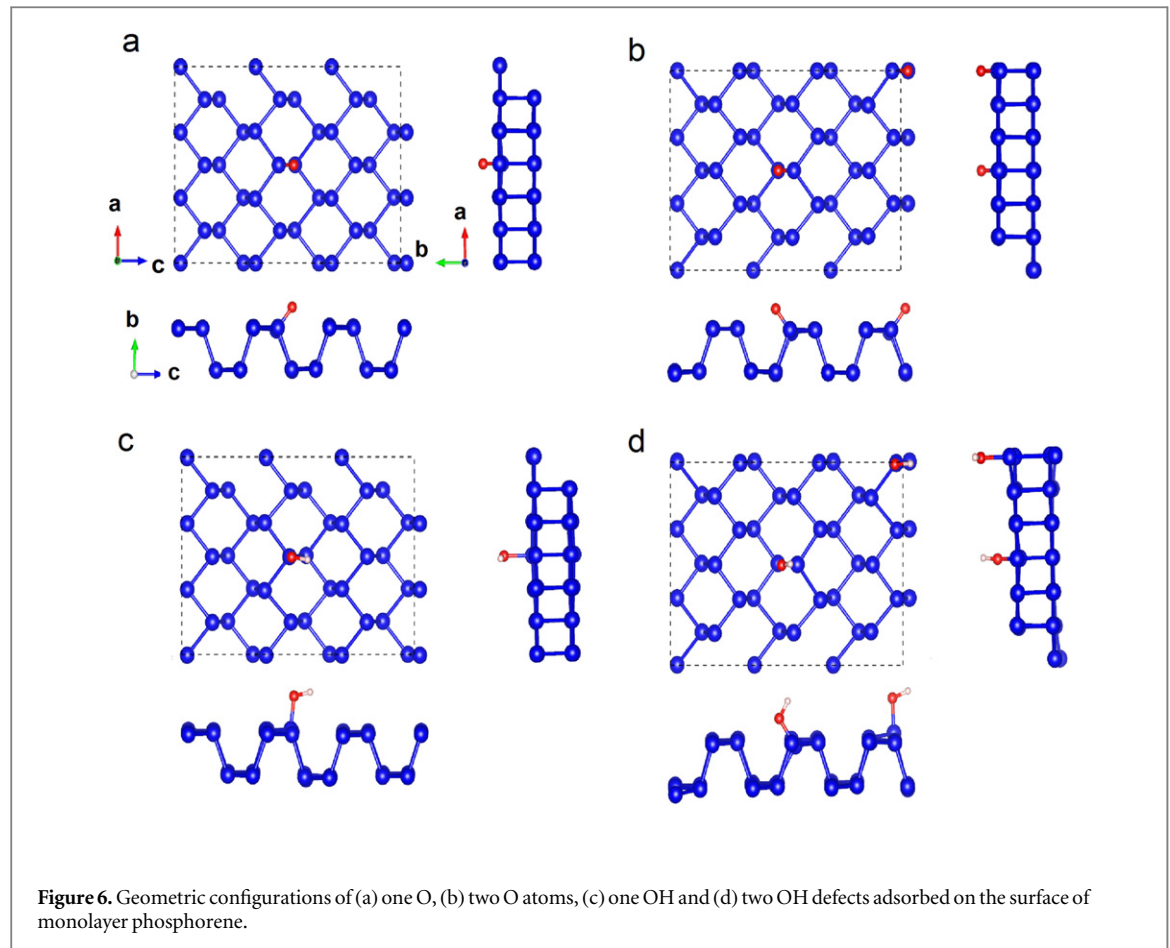 a
b
a
c
a
b
b
c
c
d
Figure 6. Geometric configurations of (a) one O, (b) two O atoms, (c) one OH and (d) two OH defects adsorbed on the surface of
monolayer phosphorene.